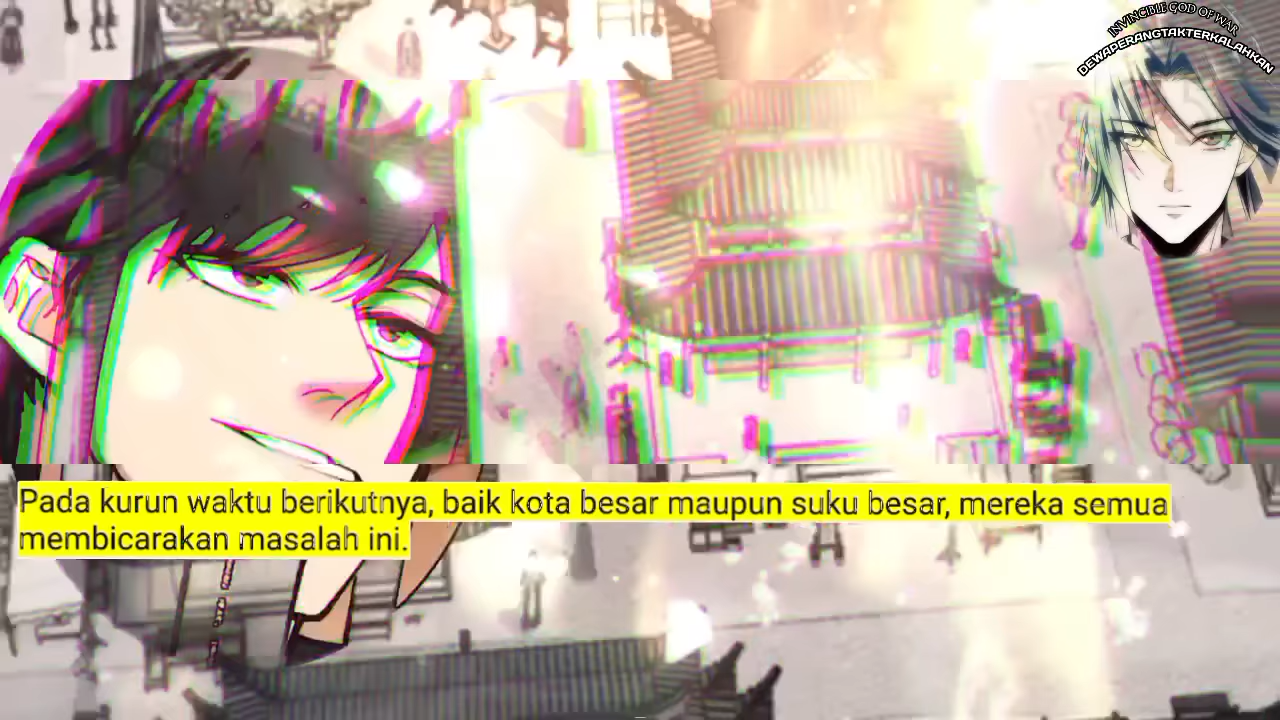 INVINCIBLE GOD OF WAR
DEWAPERANGTAKTERKALAHKAN
Pada kurun waktu berikutnya, baik kota besar maupun suku besar, mereka semua
membicarakan masalah ini.